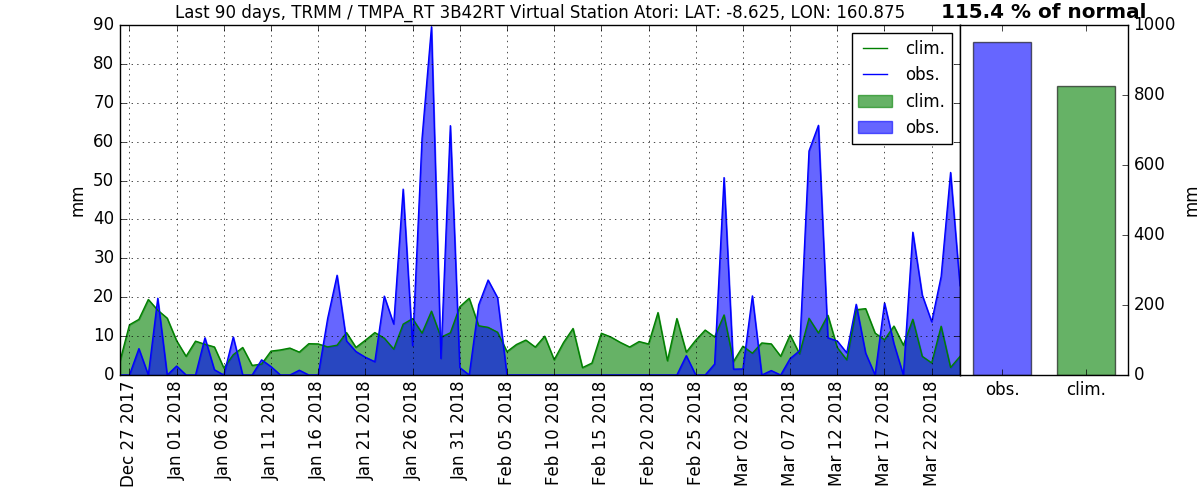 Last 90 days, TRMM / TMPA_RT 3B42RT Virtual Station Atori: LAT: -8.625, LON: 160.875
115.4 % of normal
90
80
70
60
50
40
30
20
10
0
mm
clim.
obs.
clim.
obs.
1000
800
600
400
200
0
mm
obs.
clim.
Dec 27 2017
Jan 01 2018
Jan 06 2018
Jan 11 2018
Jan 16 2018
Jan 21 2018
Jan 26 2018
Jan 31 2018
Feb 05 2018
Feb 10 2018
Feb 15 2018
Feb 20 2018
Feb 25 2018
Mar 02 2018
Mar 07 2018
Mar 12 2018
Mar 17 2018
Mar 22 2018